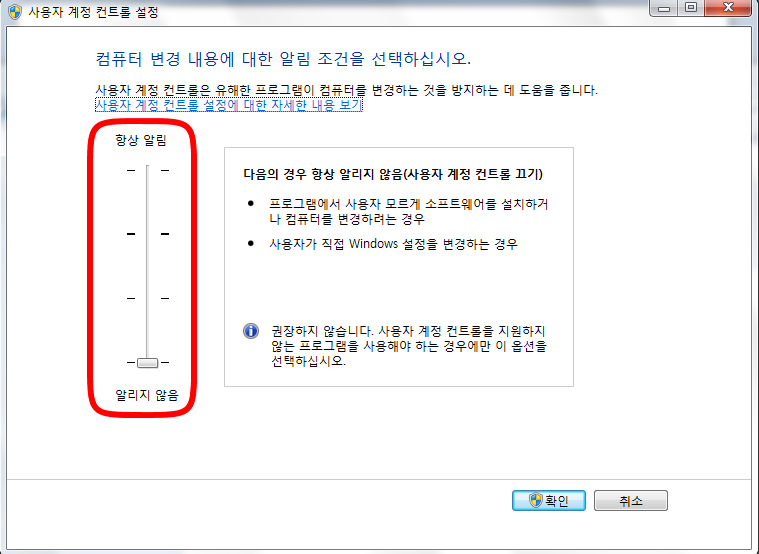 사용자 계정 컨트롤 설정
컴퓨터 변경 내용에 대한 알림 조건을 선택하십시오.
사용자 계정 컨트롤은 유해한 프로그램이 컴퓨터를 변경하는 것을 방지하는 데 도움을 줍니다.
사용자 계정 컨트롤 설정에 대한 자세한 내용 보기
항상 알림
다음의 경우 항상 알리지 않음(사용자 계정 컨트롤 끄기)
• 프로그램에서 사용자 모르게 소프트웨어를 설치하거
나 컴퓨터를 변경하려는 경우
• 사용자가 직접 Windows 설정을 변경하는 경우
권장하지 않습니다. 사용자 계정 컨트롤을 지원하지
않는 프로그램을 사용해야 하는 경우에만 이 옵션을
선택하십시오.
알리지 않음
확인
취소